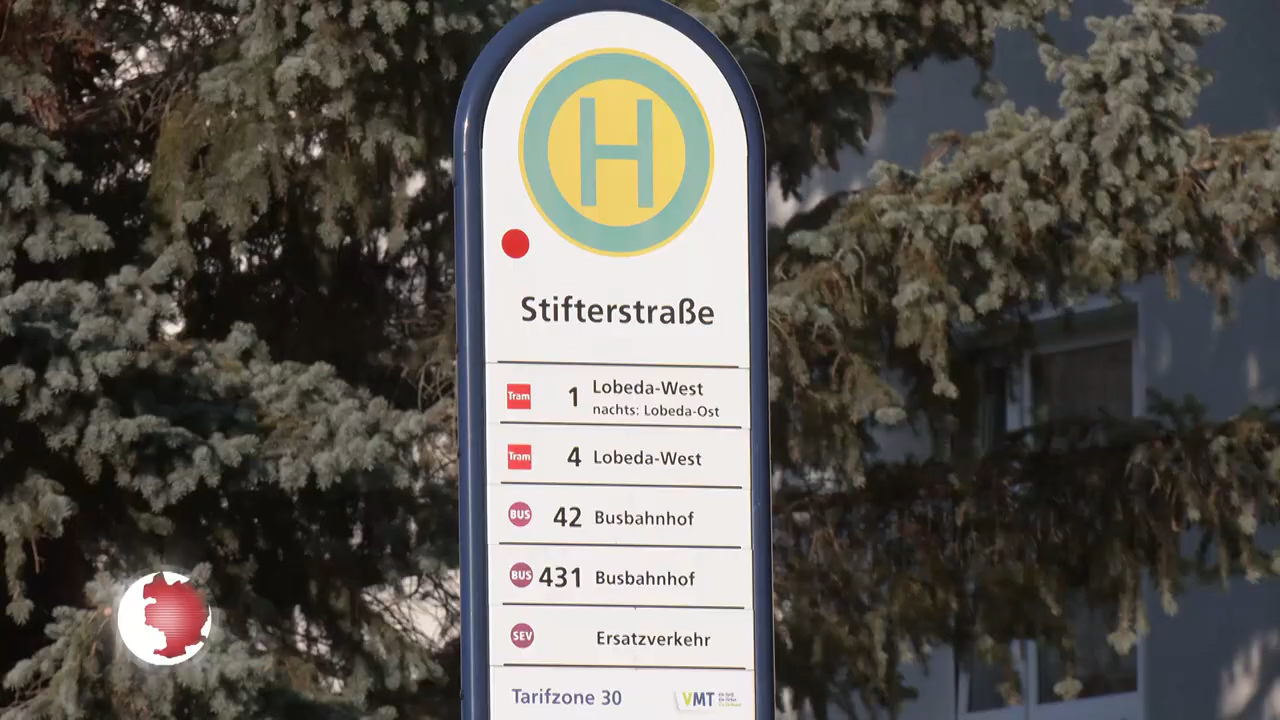 H
Stifterstraße
Tram 1 Lobeda-West
nachts: Lobeda-Ost
Tram 4 Lobeda-West
BUS 42 Busbahnhof
BUS 431 Busbahnhof
SEV Ersatzverkehr
Tarifzone 30 VMT